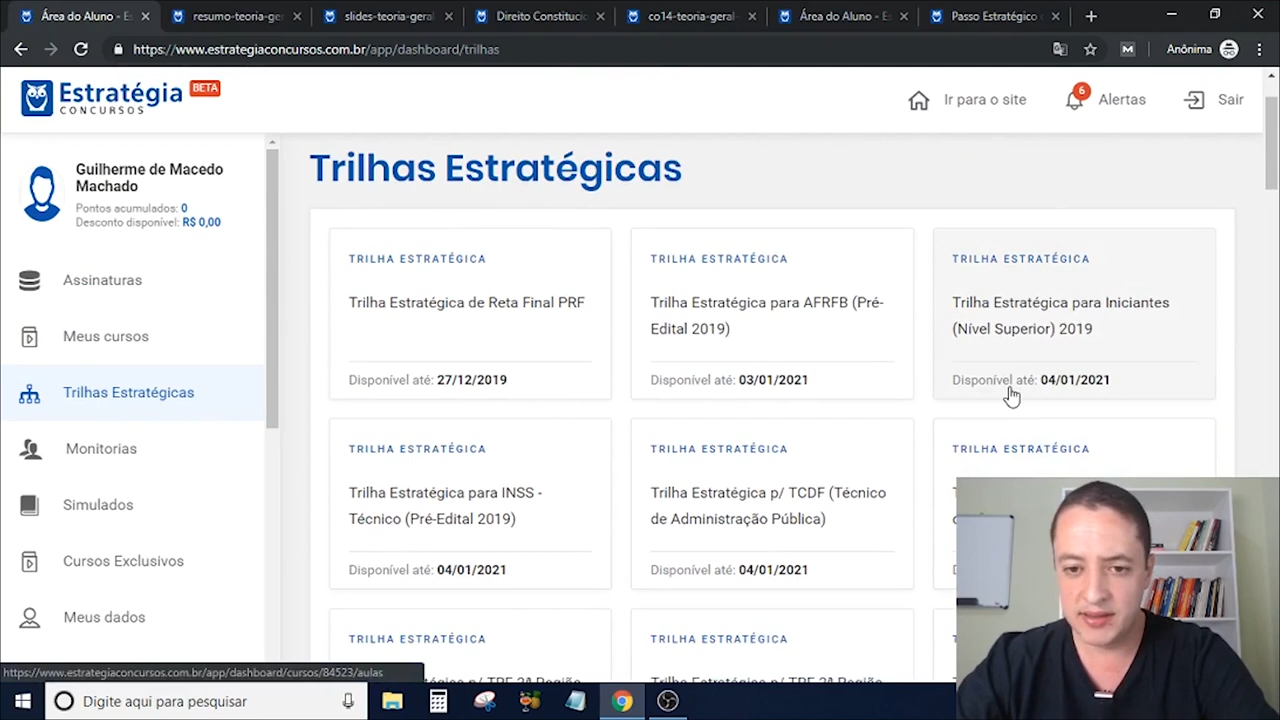 Área do Aluno - Es
resumo-teoria-ger
slides-teoria-geral
Direito Constituci
co14-teoria-geral-
Área do Aluno - Es
Passo Estratégico
https://www.estrategiaconcursos.com.br/app/dashboard/trilhas
Anônima
Estratégia BETA
CONCURSOS
Ir para o site
6
Alertas
Sair
Guilherme de Macedo
Machado
Pontos acumulados: 0
Desconto disponível: R$ 0,00
Assinaturas
Meus cursos
Trilhas Estratégicas
Monitorias
Simulados
Cursos Exclusivos
Meus dados
Trilhas Estratégicas
TRILHA ESTRATÉGICA
Trilha Estratégica de Reta Final PRF
Disponível até: 27/12/2019
TRILHA ESTRATÉGICA
Trilha Estratégica para AFRFB (Pré-
Edital 2019)
Disponível até: 03/01/2021
TRILHA ESTRATÉGICA
Trilha Estratégica para Iniciantes
(Nível Superior) 2019
Disponível até: 04/01/2021
TRILHA ESTRATÉGICA
Trilha Estratégica para INSS -
Técnico (Pré-Edital 2019)
Disponível até: 04/01/2021
TRILHA ESTRATÉGICA
Trilha Estratégica p/ TCDF (Técnico
de Administração Pública)
Disponível até: 04/01/2021
TRILHA ESTRATÉGICA
TRILHA ESTRATÉGICA
TRILHA ESTRATÉGICA
https://www.estrategiaconcursos.com.br/app/dashboard/cursos/84523/aulas
Digite aqui para pesquisar